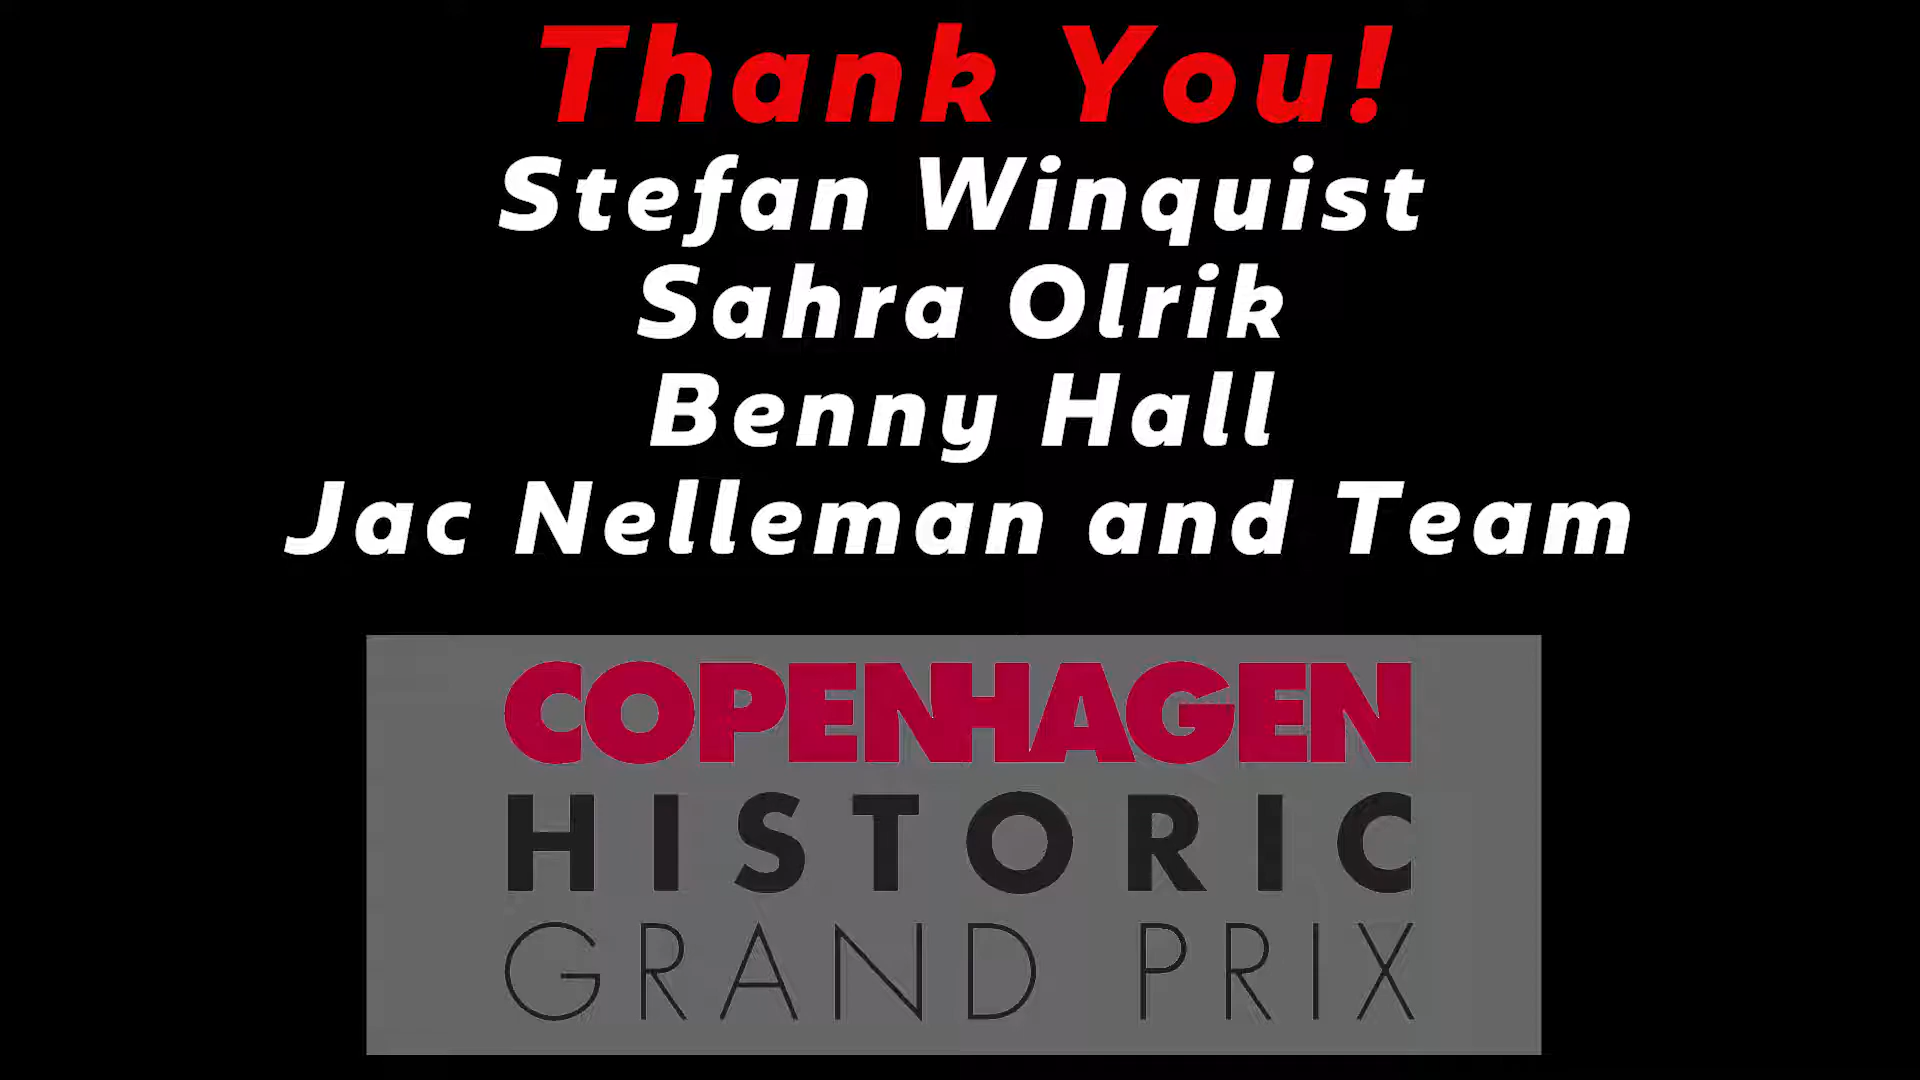 Thank You!
Stefan Winquist
Sahra Olrik
Benny Hall
Jac Nelleman and Team
COPENHAGEN
HISTORIC
GRAND PRIX